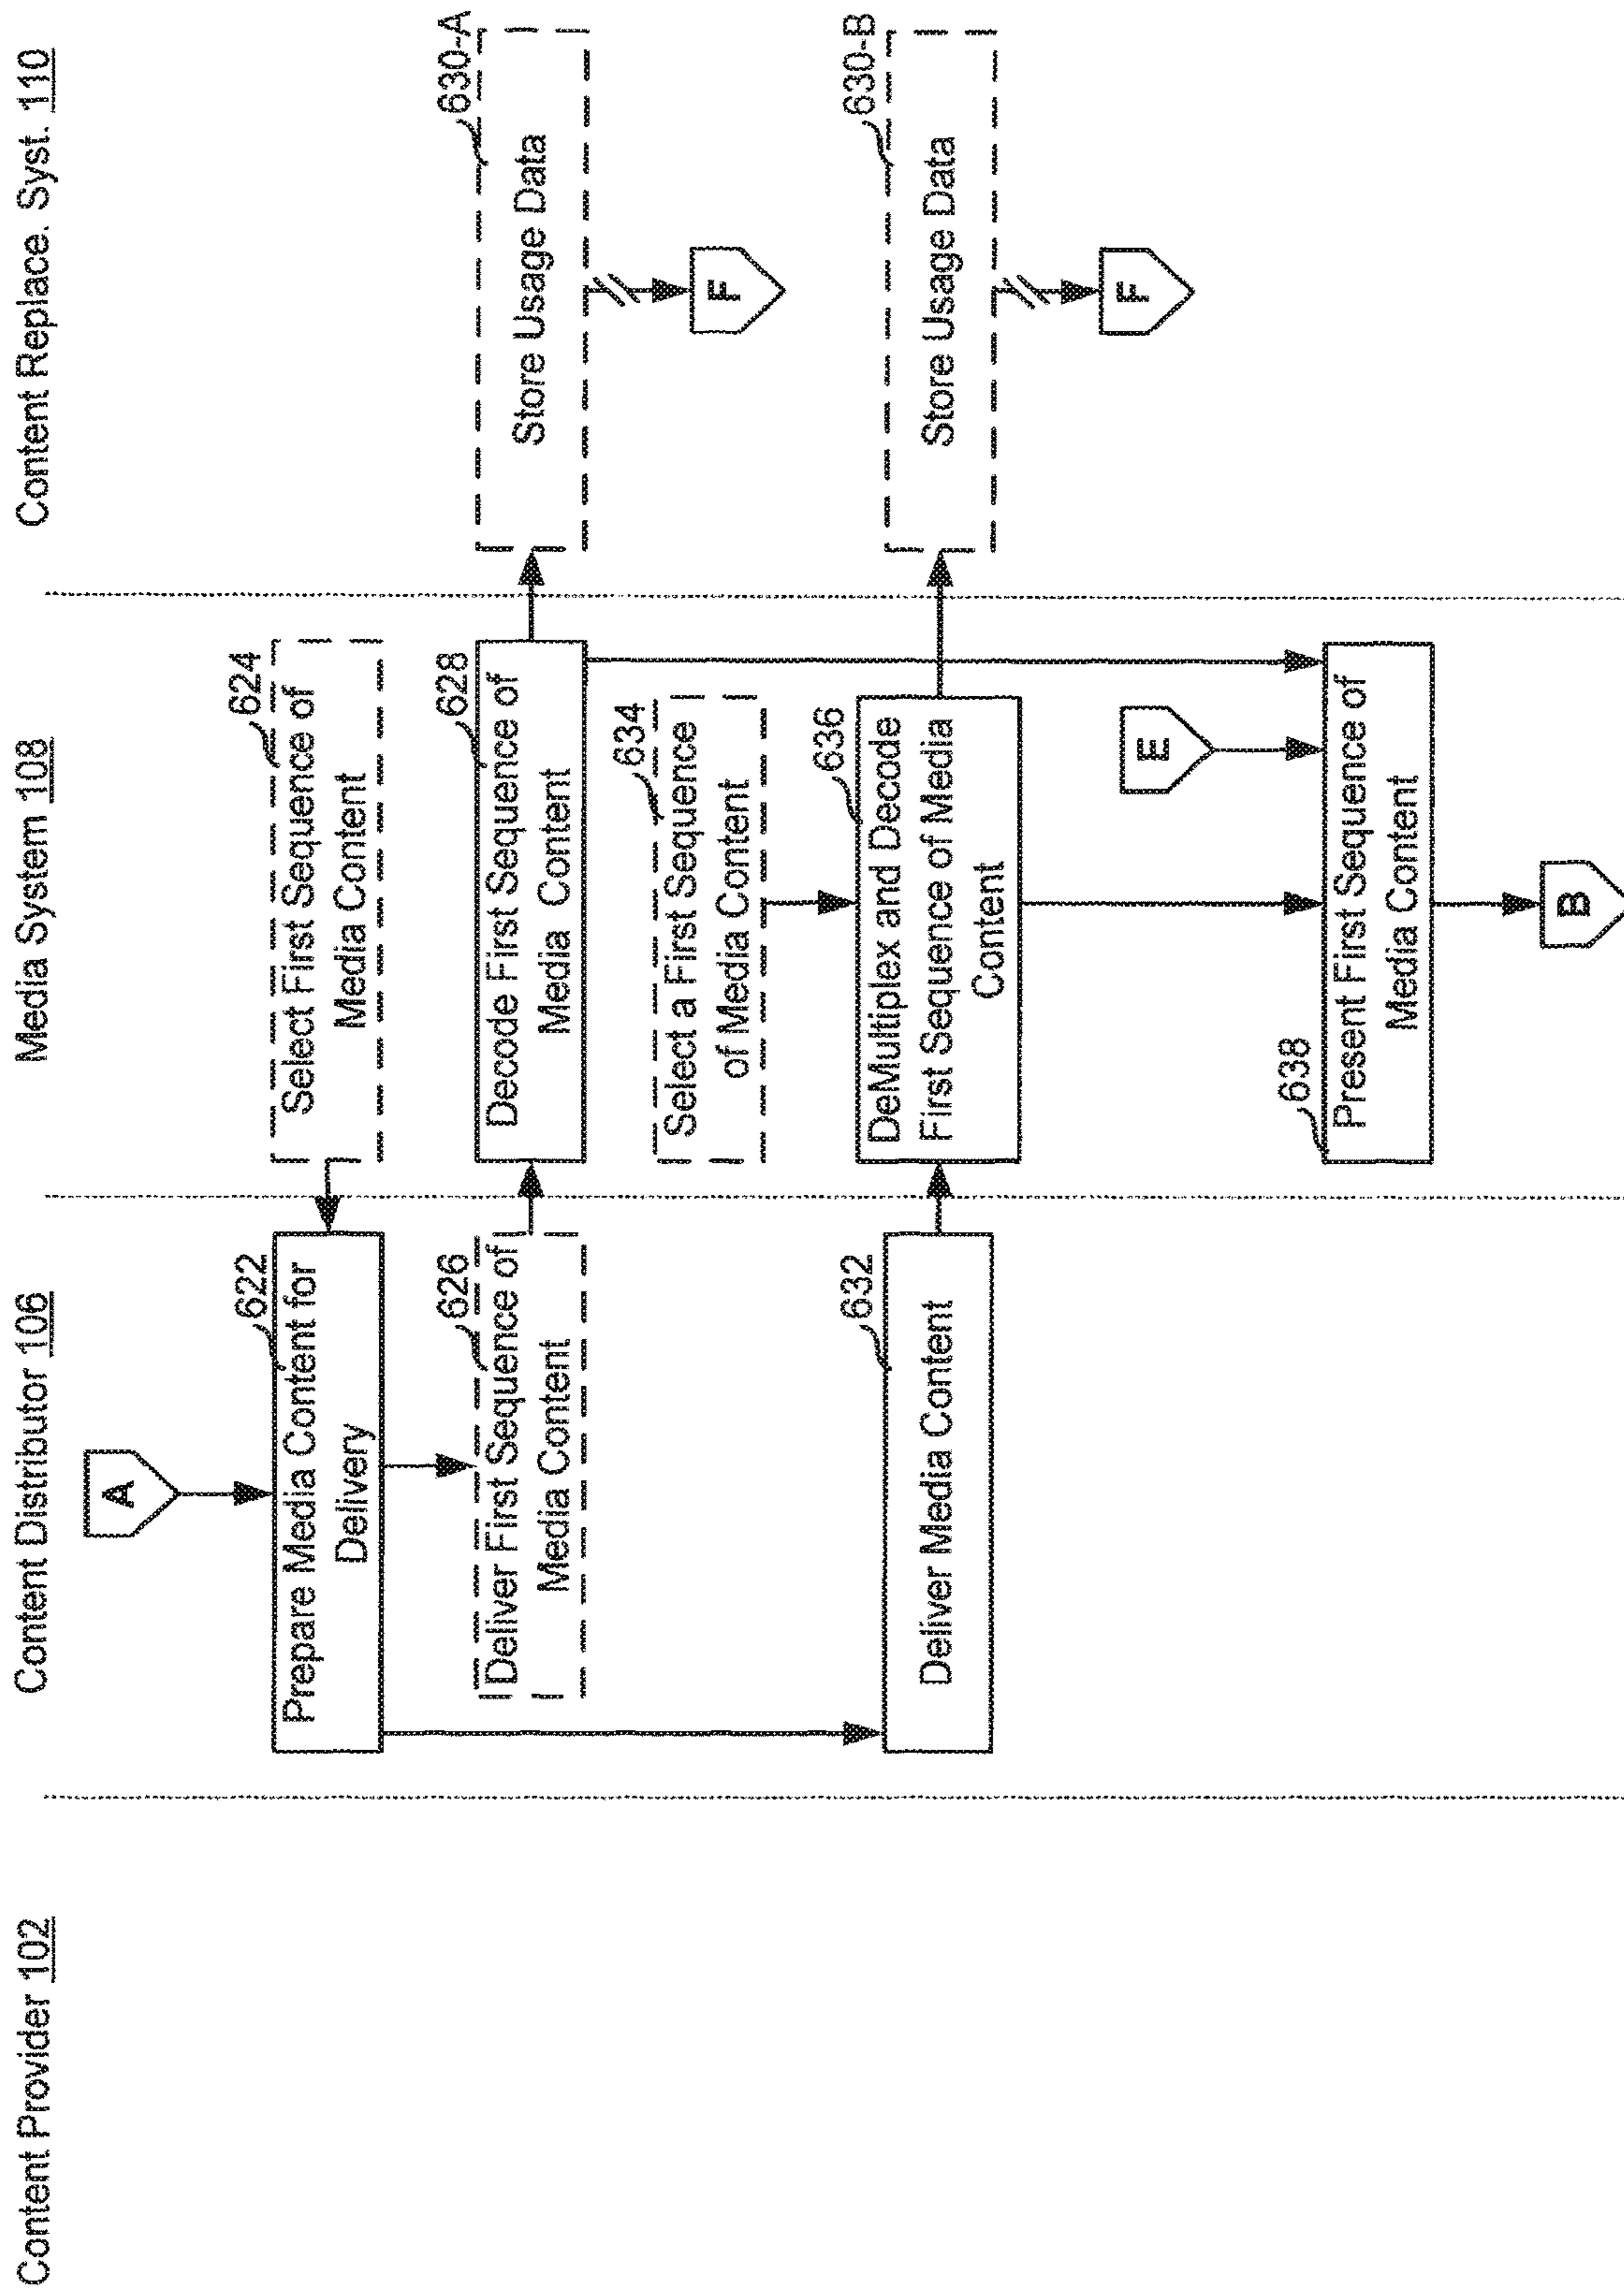 Content Provider 102
Content Distributor 106
Media System 108
Content Replace. Syst. 110
A
622
Prepare Media Content for
Delivery
624
Select First Sequence of
Media Content
626
Deliver First Sequence of
Media Content
628
Decode First Sequence of
Media Content
630-A
Store Usage Data
F
634
Select a First Sequence
of Media Content
632
Deliver Media Content
636
DeMultiplex and Decode
First Sequence of Media
Content
630-B
Store Usage Data
F
E
638
Present First Sequence of
Media Content
B